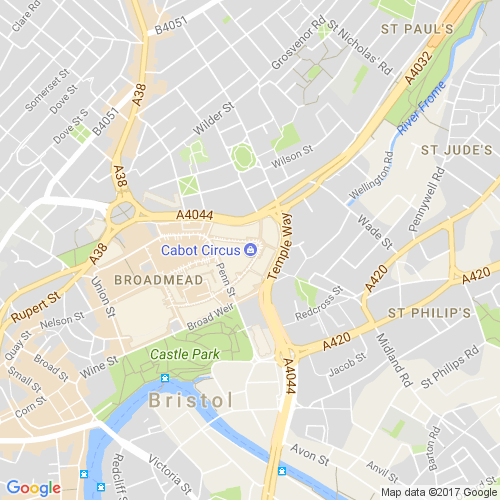 Clare Rd
B4051
Grosvenor Rd
St Nicholas Rd
ST PAUL'S
A4032
Somerset St
Dove St
A38
River Frome
Dove St S
B4051
Wilder St
Wilson St
ST JUDE'S
Wellington Rd
Pennywell Rd
A38
A4044
Temple Way
Wade St
A38
Cabot Circus
A420
A420
BROADMEAD
Penn St
Rupert St
Union St
Redcross St
ST PHILIP'S
Nelson St
Broad Weir
Quay St
A420
Midland Rd
Castle Park
Broad St
Wine St
A4044
Jacob St
St Philips Rd
Small St
Bristol
Corn St
Redcliff St
Victoria St
Avon St
Anvil St
Barton Rd
Google
Map data ©2017 Google